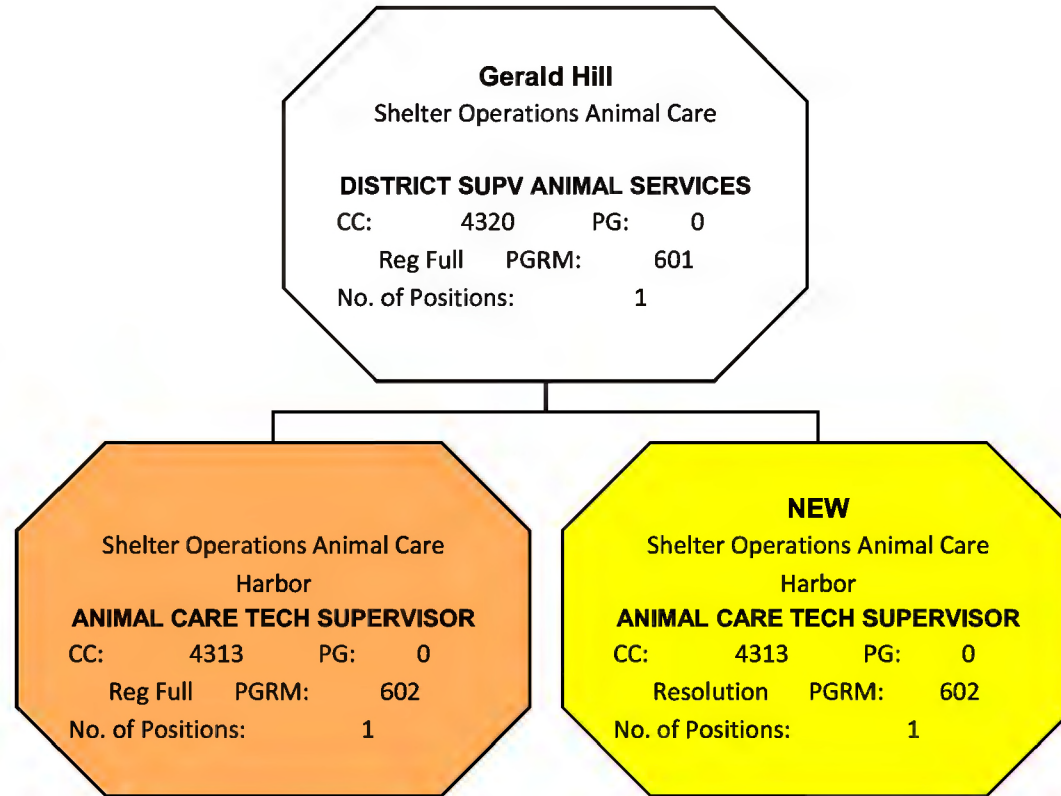 Gerald Hill
Shelter Operations Animal Care
DISTRICT SUPV ANIMAL SERVICES
CC: 4320 PG: 0
Reg Full PGRM: 601
No. of Positions: 1
Shelter Operations Animal Care
Harbor
ANIMAL CARE TECH SUPERVISOR
CC: 4313 PG: 0
Reg Full PGRM: 602
No. of Positions: 1
NEW
Shelter Operations Animal Care
Harbor
ANIMAL CARE TECH SUPERVISOR
CC: 4313 PG: 0
Resolution PGRM: 602
No. of Positions: 1